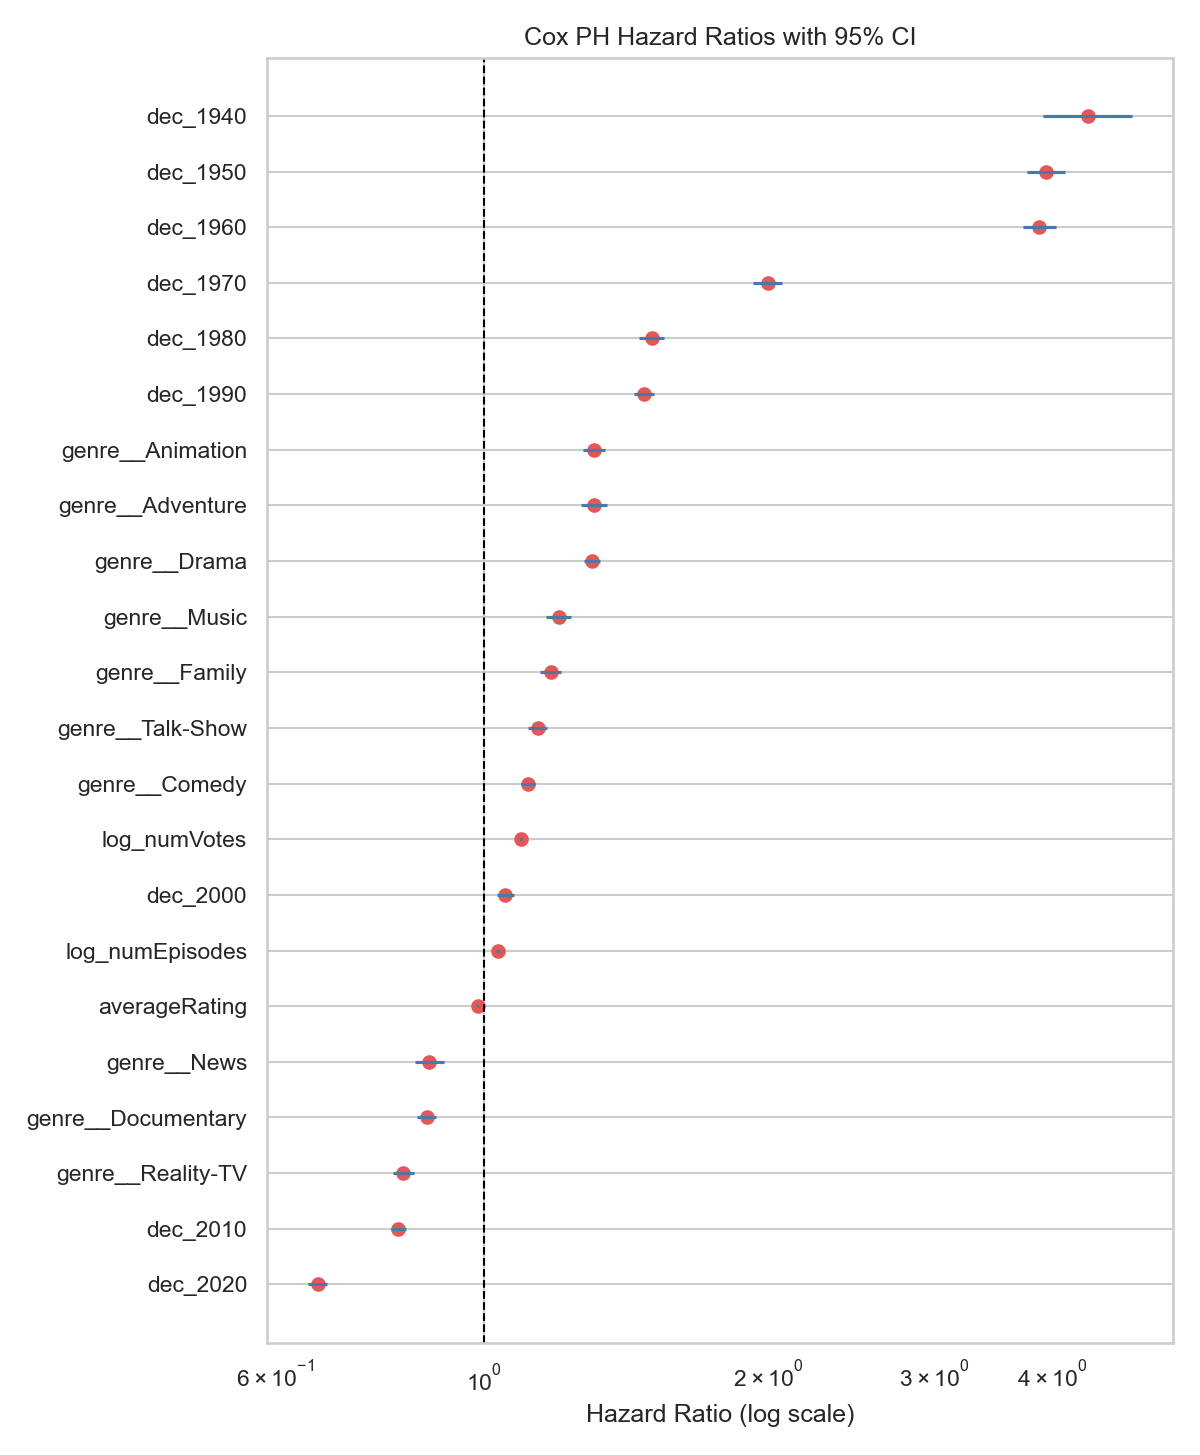 Cox PH Hazard Ratios with 95% CI
dec_1940
dec_1950
dec_1960
dec_1970
dec_1980
dec_1990
genre__Animation
genre__Adventure
genre__Drama
genre__Music
genre__Family
genre__Talk-Show
genre__Comedy
log_numVotes
dec_2000
log_numEpisodes
averageRating
genre__News
genre__Documentary
genre__Reality-TV
dec_2010
dec_2020
6 × 10⁻¹ 10⁰ 2 × 10⁰ 3 × 10⁰ 4 × 10⁰
Hazard Ratio (log scale)